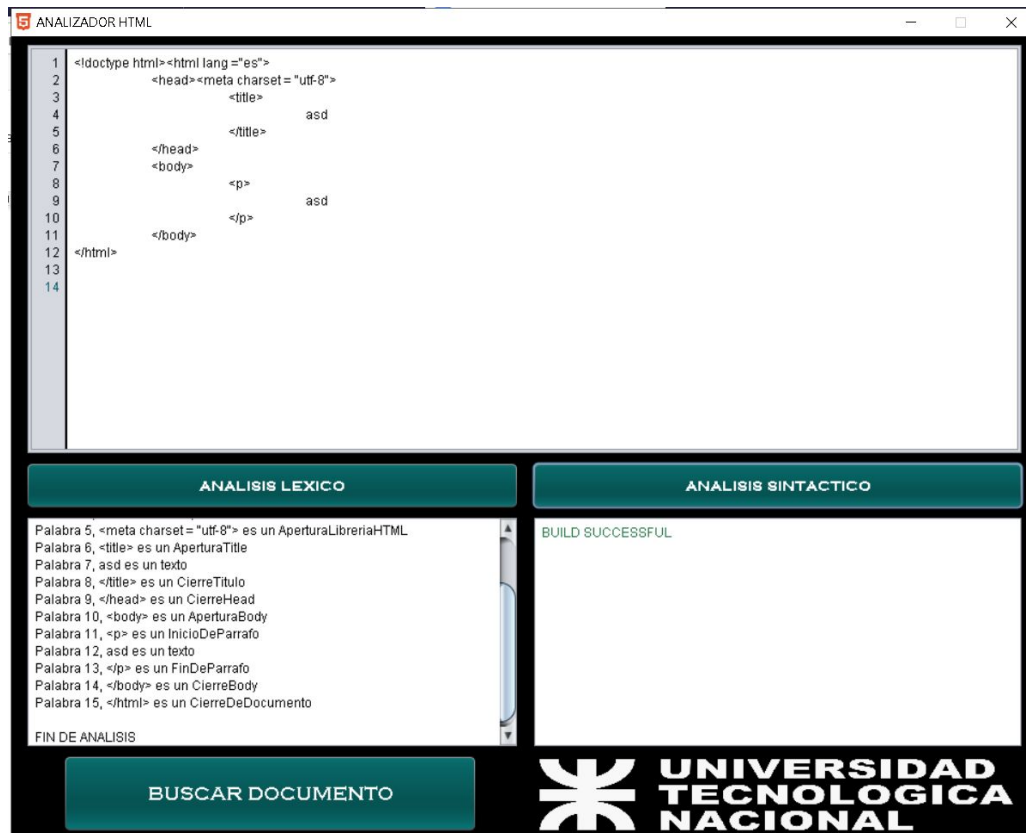 ANALIZADOR HTML
1 <!doctype html><html lang ="es">
2 <head><meta charset = "utf-8">
3 <title>
4 asd
5 </title>
6 </head>
7 <body>
8 <p>
9 asd
10 </p>
11 </body>
12 </html>
13
14
ANALISIS LEXICO
ANALISIS SINTACTICO
Palabra 5, <meta charset = "utf-8"> es un AperturaLibreriaHTML
Palabra 6, <title> es un AperturaTitle
Palabra 7, asd es un texto
Palabra 8, </title> es un CierreTitulo
Palabra 9, </head> es un CierreHead
Palabra 10, <body> es un AperturaBody
Palabra 11, <p> es un InicioDeParrafo
Palabra 12, asd es un texto
Palabra 13, </p> es un FinDeParrafo
Palabra 14, </body> es un CierreBody
Palabra 15, </html> es un CierreDeDocumento
FIN DE ANALISIS
BUILD SUCCESSFUL
BUSCAR DOCUMENTO
UNIVERSIDAD
TECNOLOGICA
NACIONAL